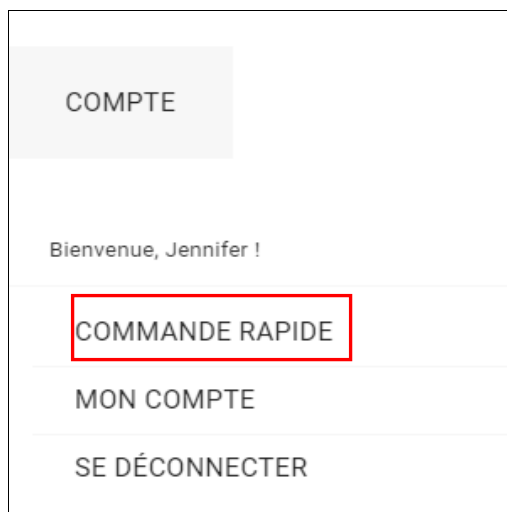 COMPTE
Bienvenue, Jennifer !
COMMANDE RAPIDE
MON COMPTE
SE DÉCONNECTER